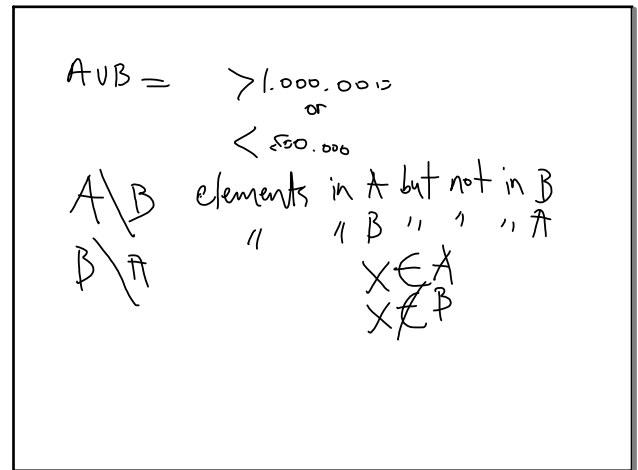 A∪B = >1.000.000
or
< 500.000
A\B elements in A but not in B
B\A " " B " " " A
x∈A
x∉B